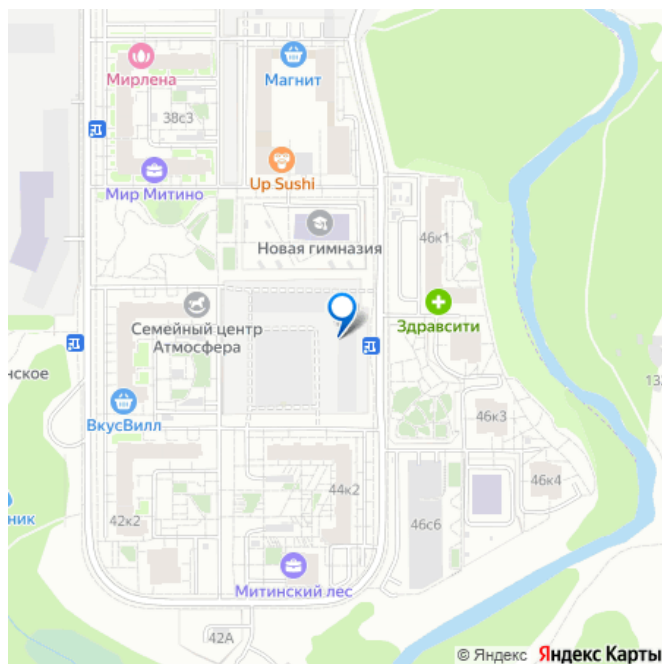 Мирлена
Магнит
38с3
Up Sushi
Мир Митино
Новая гимназия
46к1
Здравсити
Семейный центр
Атмосфера
нское
132
ВкусВилл
46к3
44к2
46к4
42к2
46с6
ник
Митинский лес
42А
© Яндекс Яндекс Карты